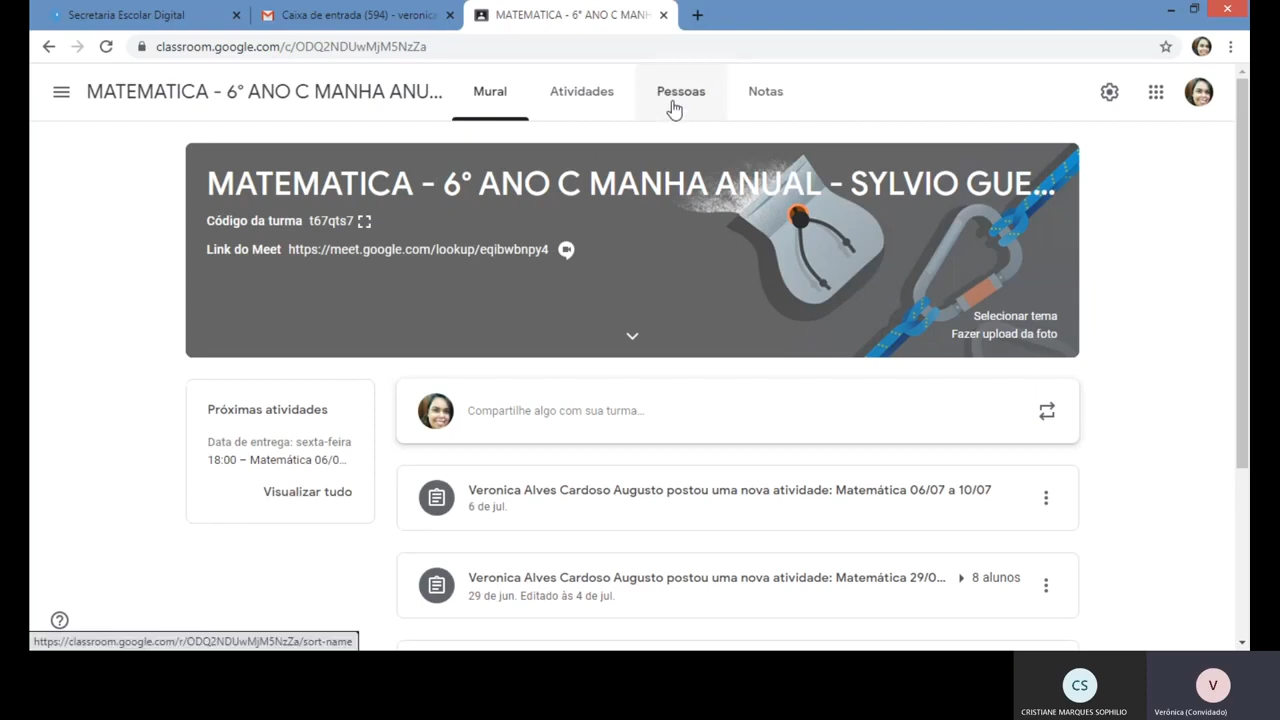 Secretaria Escolar Digital
Caixa de entrada (594) - veronica
MATEMATICA - 6º ANO C MANH
classroom.google.com/c/ODQ2NDUwMjM5NzZa
MATEMATICA - 6º ANO C MANHA ANU...
Mural
Atividades
Pessoas
Notas
MATEMATICA - 6º ANO C MANHA ANUAL - SYLVIO GUE...
Código da turma t67qts7
Link do Meet https://meet.google.com/lookup/eqibwbnpy4
Selecionar tema
Fazer upload da foto
Próximas atividades
Data de entrega: sexta-feira
18:00 – Matemática 06/0...
Visualizar tudo
Compartilhe algo com sua turma...
Veronica Alves Cardoso Augusto postou uma nova atividade: Matemática 06/07 a 10/07
6 de jul.
Veronica Alves Cardoso Augusto postou uma nova atividade: Matemática 29/0...
8 alunos
29 de jun. Editado às 4 de jul.
https://classroom.google.com/r/ODQ2NDUwMjM5NzZa/sort-name
CS
CRISTIANE MARQUES SOPHILIO
V
Verônica (Convidado)